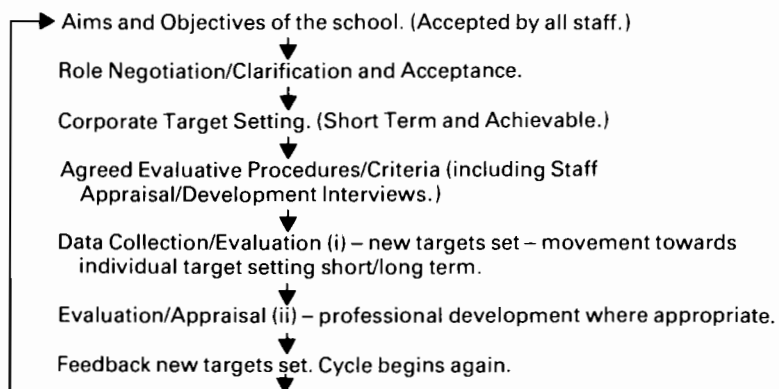 Aims and Objectives of the school. (Accepted by all staff.)
Role Negotiation/Clarification and Acceptance.
Corporate Target Setting. (Short Term and Achievable.)
Agreed Evaluative Procedures/Criteria (including Staff
Appraisal/Development Interviews.)
Data Collection/Evaluation (i) – new targets set – movement towards
individual target setting short/long term.
Evaluation/Appraisal (ii) – professional development where appropriate.
Feedback new targets set. Cycle begins again.